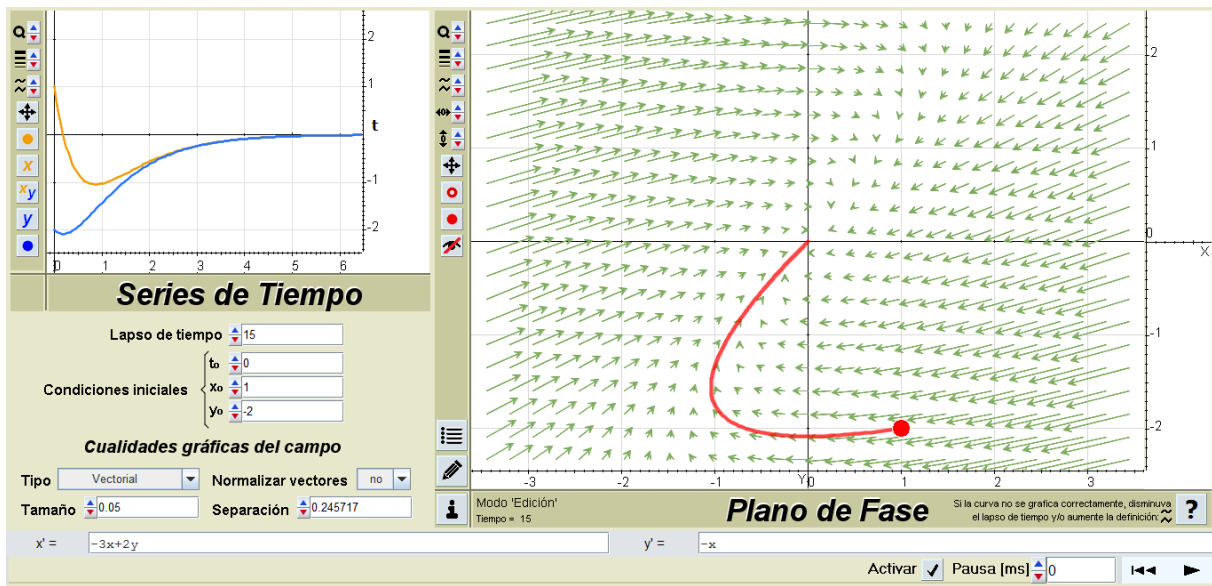 2
1
t
-1
-2
0 1 2 3 4 5 6
x
xy
y
Series de Tiempo
Lapso de tiempo 15
t₀ 0
Condiciones iniciales x₀ 1
y₀ -2
Cualidades gráficas del campo
Tipo Vectorial Normalizar vectores no
Tamaño 0.05 Separación 0.245717
2
1
0
X
-1
-2
-3 -2 -1 Y 0 1 2 3
Modo 'Edición'
Tiempo = 15
Plano de Fase
Si la curva no se grafica correctamente, disminuya
el lapso de tiempo y/o aumente la definición:
?
x' = -3x+2y y' = -x
Activar Pausa [ms] 0